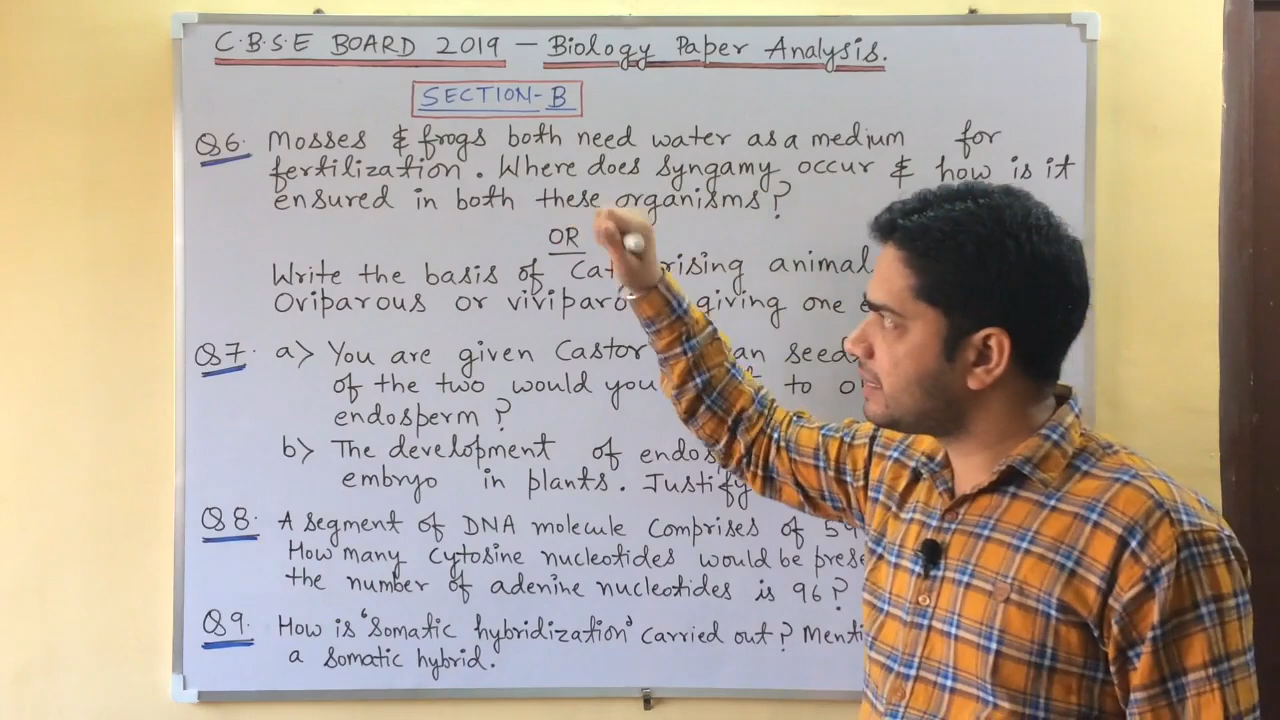 C.B.S.E BOARD 2019 - Biology Paper Analysis.
SECTION-B
Q6. Mosses & frogs both need water as a medium for
fertilization. Where does syngamy occur & how is it
ensured in both these organisms?
OR
Write the basis of animal
Oviparous or giving one
Q7. a) You are given Castor seed
of the two would you to
endosperm?
b) The development of
embryo in plants. Justify
Q8. A segment of DNA molecule comprises of
How many cytosine nucleotides would be
the number of adenine nucleotides is 96?
Q9. How is 'Somatic hybridization' carried out?
a somatic hybrid.